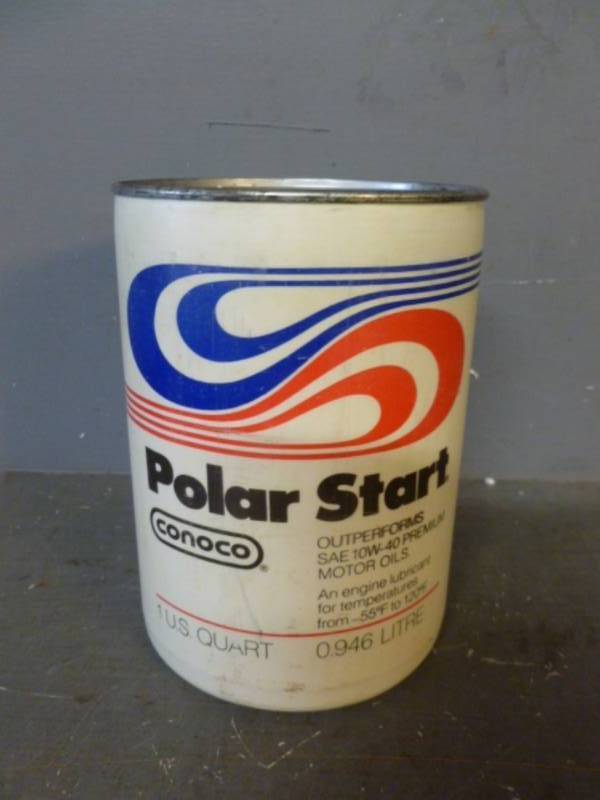 Polar Start
conoco®
OUTPERFORMS
SAE 10W-40 PREMIUM
MOTOR OILS.
An engine lubricant
for temperatures
from -55°F to 120°F
1 U.S. QUART 0.946 LITRE